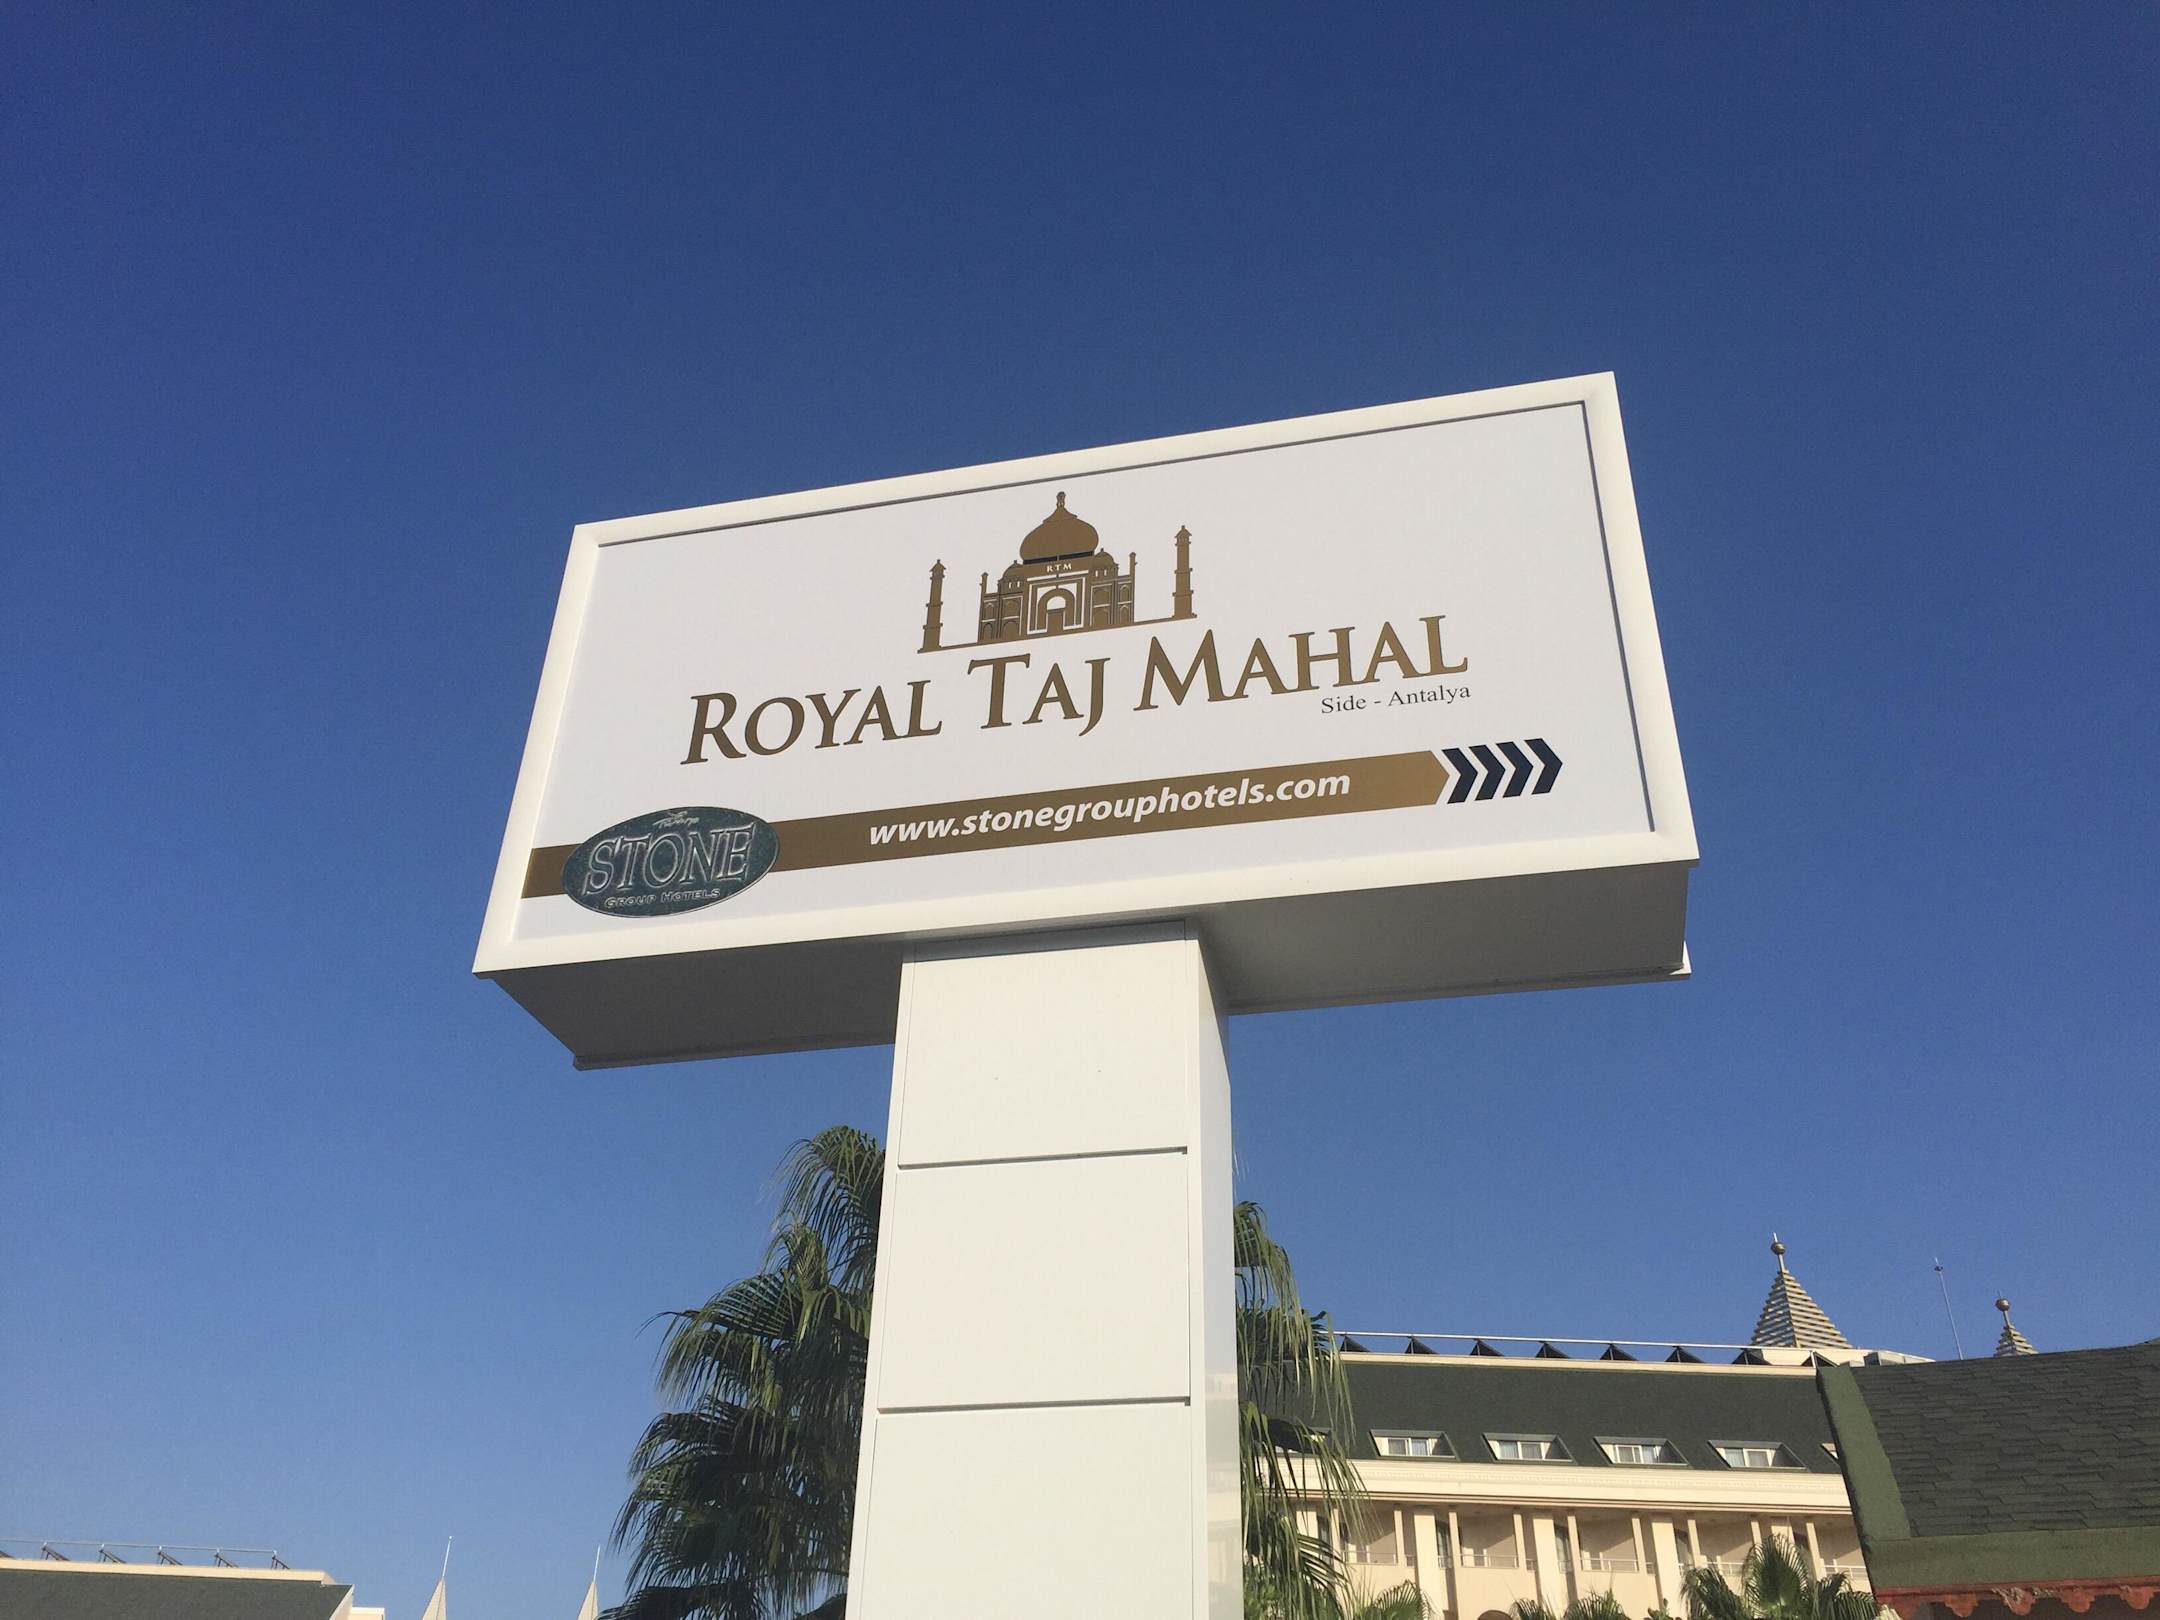 RTM
ROYAL TAJ MAHAL
Side - Antalya
www.stonegrouphotels.com
STONE
GROUP HOTELS